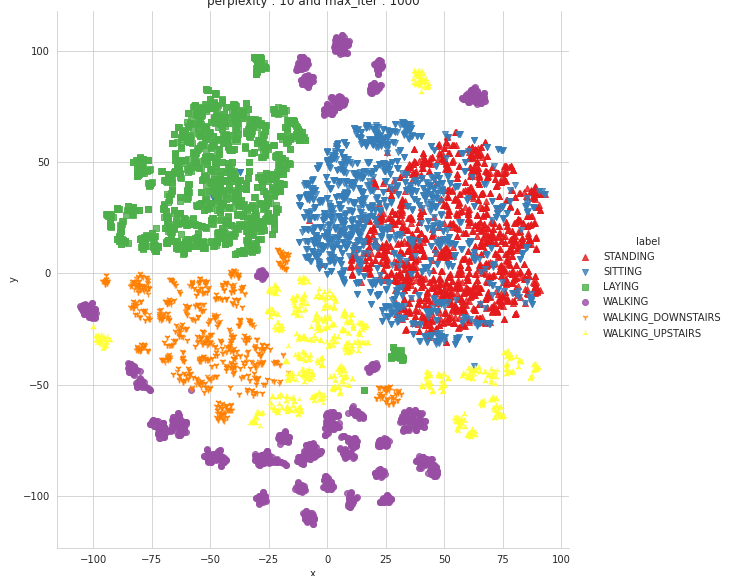 perplexity : 10 and max_iter : 1000
100
50
0
−50
−100
y
−100
−75
−50
−25
0
25
50
75
100
x
label
STANDING
SITTING
LAYING
WALKING
WALKING_DOWNSTAIRS
WALKING_UPSTAIRS